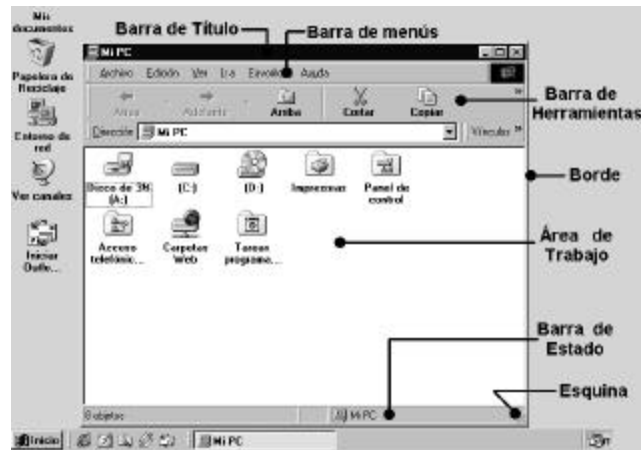 Mis documentos
Papelera de Reciclaje
Entorno de red
Ver canales
Iniciar Outlo...
Barra de Título
Barra de menús
Mi PC
Archivo Edición Ver Ir a Favoritos Ayuda
Atrás Adelante Arriba Cortar Copiar »
Dirección Mi PC Vínculos »
Disco de 3½ (A:)
(C:)
(D:)
Impresoras
Panel de control
Acceso telefónic...
Carpetas Web
Tareas programa...
Barra de Herramientas
Borde
Área de Trabajo
Barra de Estado
Esquina
8 objetos
Mi PC
Inicio
Mi PC